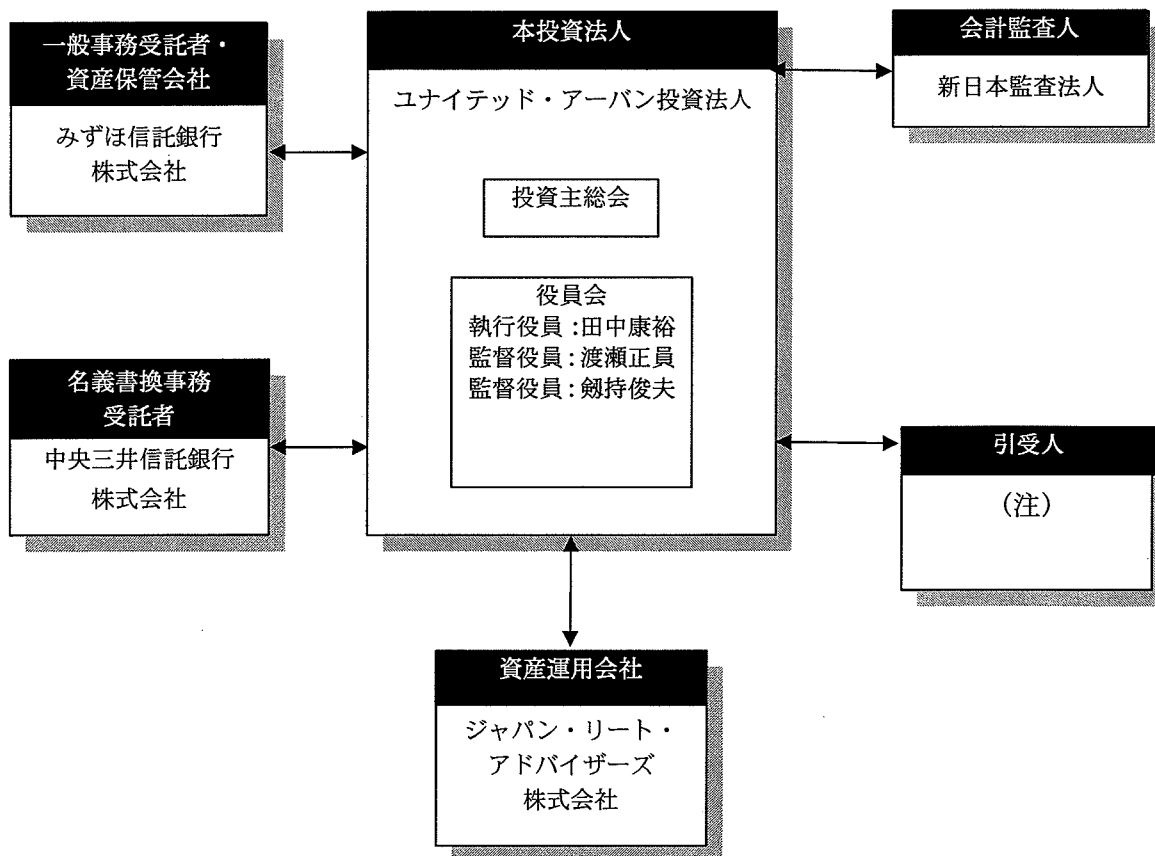 一般事務受託者・
資産保管会社
みずほ信託銀行
株式会社
本投資法人
ユナイテッド・アーバン投資法人
投資主総会
役員会
執行役員:田中康裕
監督役員:渡瀬正員
監督役員:剱持俊夫
会計監査人
新日本監査法人
名義書換事務
受託者
中央三井信託銀行
株式会社
引受人
(注)
資産運用会社
ジャパン・リート・
アドバイザーズ
株式会社